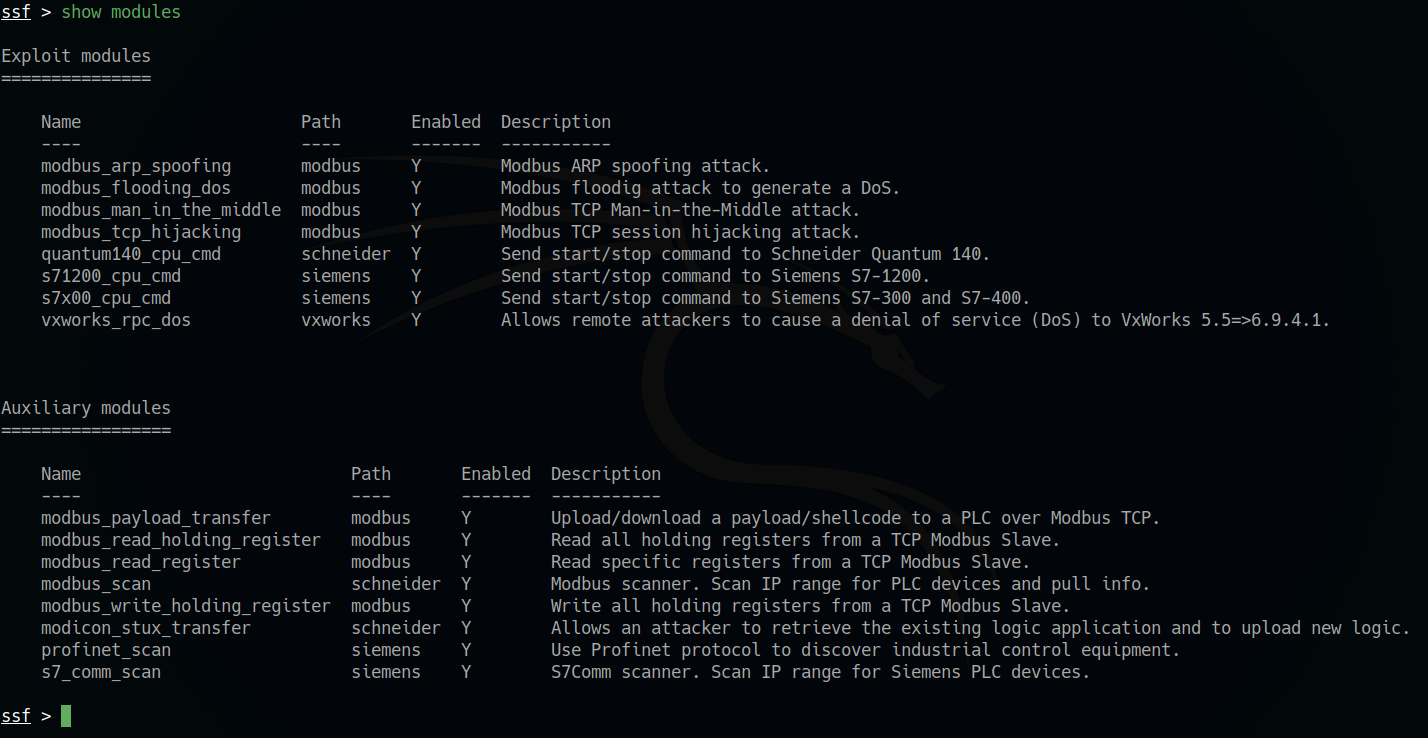 ssf > show modules
Exploit modules
===============
Name Path Enabled Description
---- ---- ------- -----------
modbus_arp_spoofing modbus Y Modbus ARP spoofing attack.
modbus_flooding_dos modbus Y Modbus floodig attack to generate a DoS.
modbus_man_in_the_middle modbus Y Modbus TCP Man-in-the-Middle attack.
modbus_tcp_hijacking modbus Y Modbus TCP session hijacking attack.
quantum140_cpu_cmd schneider Y Send start/stop command to Schneider Quantum 140.
s71200_cpu_cmd siemens Y Send start/stop command to Siemens S7-1200.
s7x00_cpu_cmd siemens Y Send start/stop command to Siemens S7-300 and S7-400.
vxworks_rpc_dos vxworks Y Allows remote attackers to cause a denial of service (DoS) to VxWorks 5.5=>6.9.4.1.
Auxiliary modules
=================
Name Path Enabled Description
---- ---- ------- -----------
modbus_payload_transfer modbus Y Upload/download a payload/shellcode to a PLC over Modbus TCP.
modbus_read_holding_register modbus Y Read all holding registers from a TCP Modbus Slave.
modbus_read_register modbus Y Read specific registers from a TCP Modbus Slave.
modbus_scan schneider Y Modbus scanner. Scan IP range for PLC devices and pull info.
modbus_write_holding_register modbus Y Write all holding registers from a TCP Modbus Slave.
modicon_stux_transfer schneider Y Allows an attacker to retrieve the existing logic application and to upload new logic.
profinet_scan siemens Y Use Profinet protocol to discover industrial control equipment.
s7_comm_scan siemens Y S7Comm scanner. Scan IP range for Siemens PLC devices.
ssf >